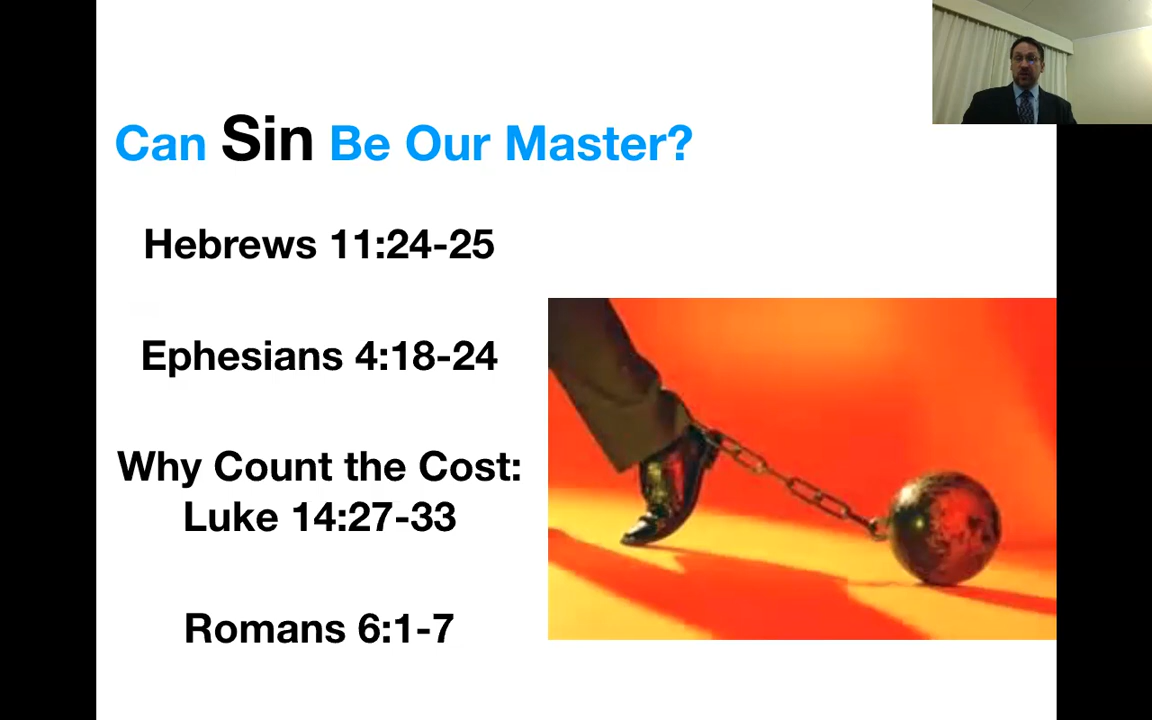 Can Sin Be Our Master?
Hebrews 11:24-25
Ephesians 4:18-24
Why Count the Cost:
Luke 14:27-33
Romans 6:1-7